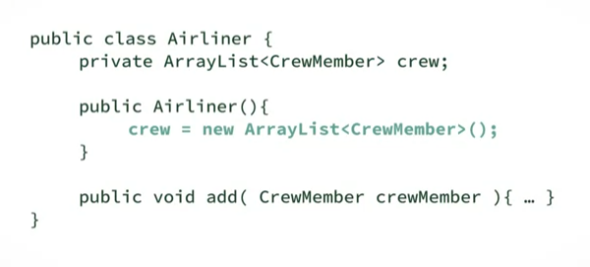 public class Airliner {
private ArrayList<CrewMember> crew;
public Airliner(){
crew = new ArrayList<CrewMember>();
}
public void add( CrewMember crewMember ){ … }
}